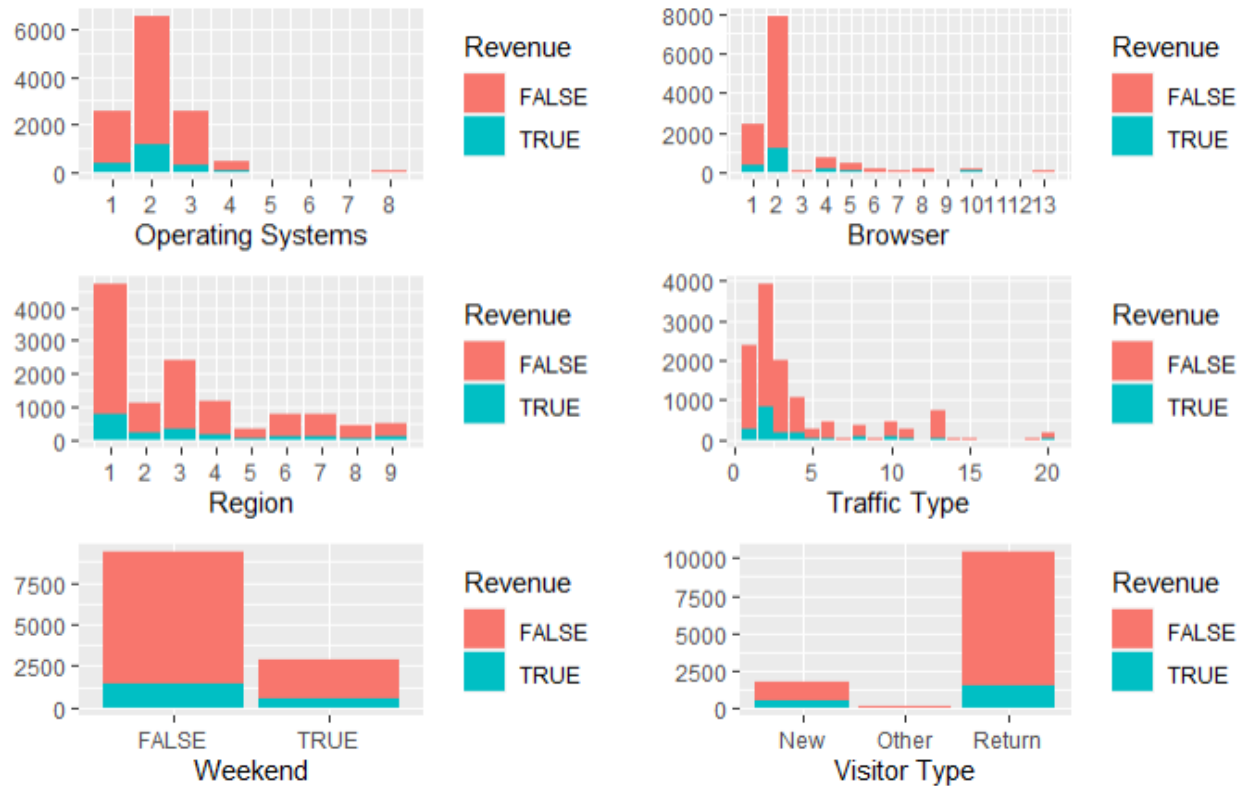 6000
4000
2000
0
1 2 3 4 5 6 7 8
Operating Systems
Revenue
FALSE
TRUE
8000
6000
4000
2000
0
1 2 3 4 5 6 7 8 9 10111213
Browser
Revenue
FALSE
TRUE
4000
3000
2000
1000
0
1 2 3 4 5 6 7 8 9
Region
Revenue
FALSE
TRUE
4000
3000
2000
1000
0
0 5 10 15 20
Traffic Type
Revenue
FALSE
TRUE
7500
5000
2500
0
FALSE TRUE
Weekend
Revenue
FALSE
TRUE
10000
7500
5000
2500
0
New Other Return
Visitor Type
Revenue
FALSE
TRUE